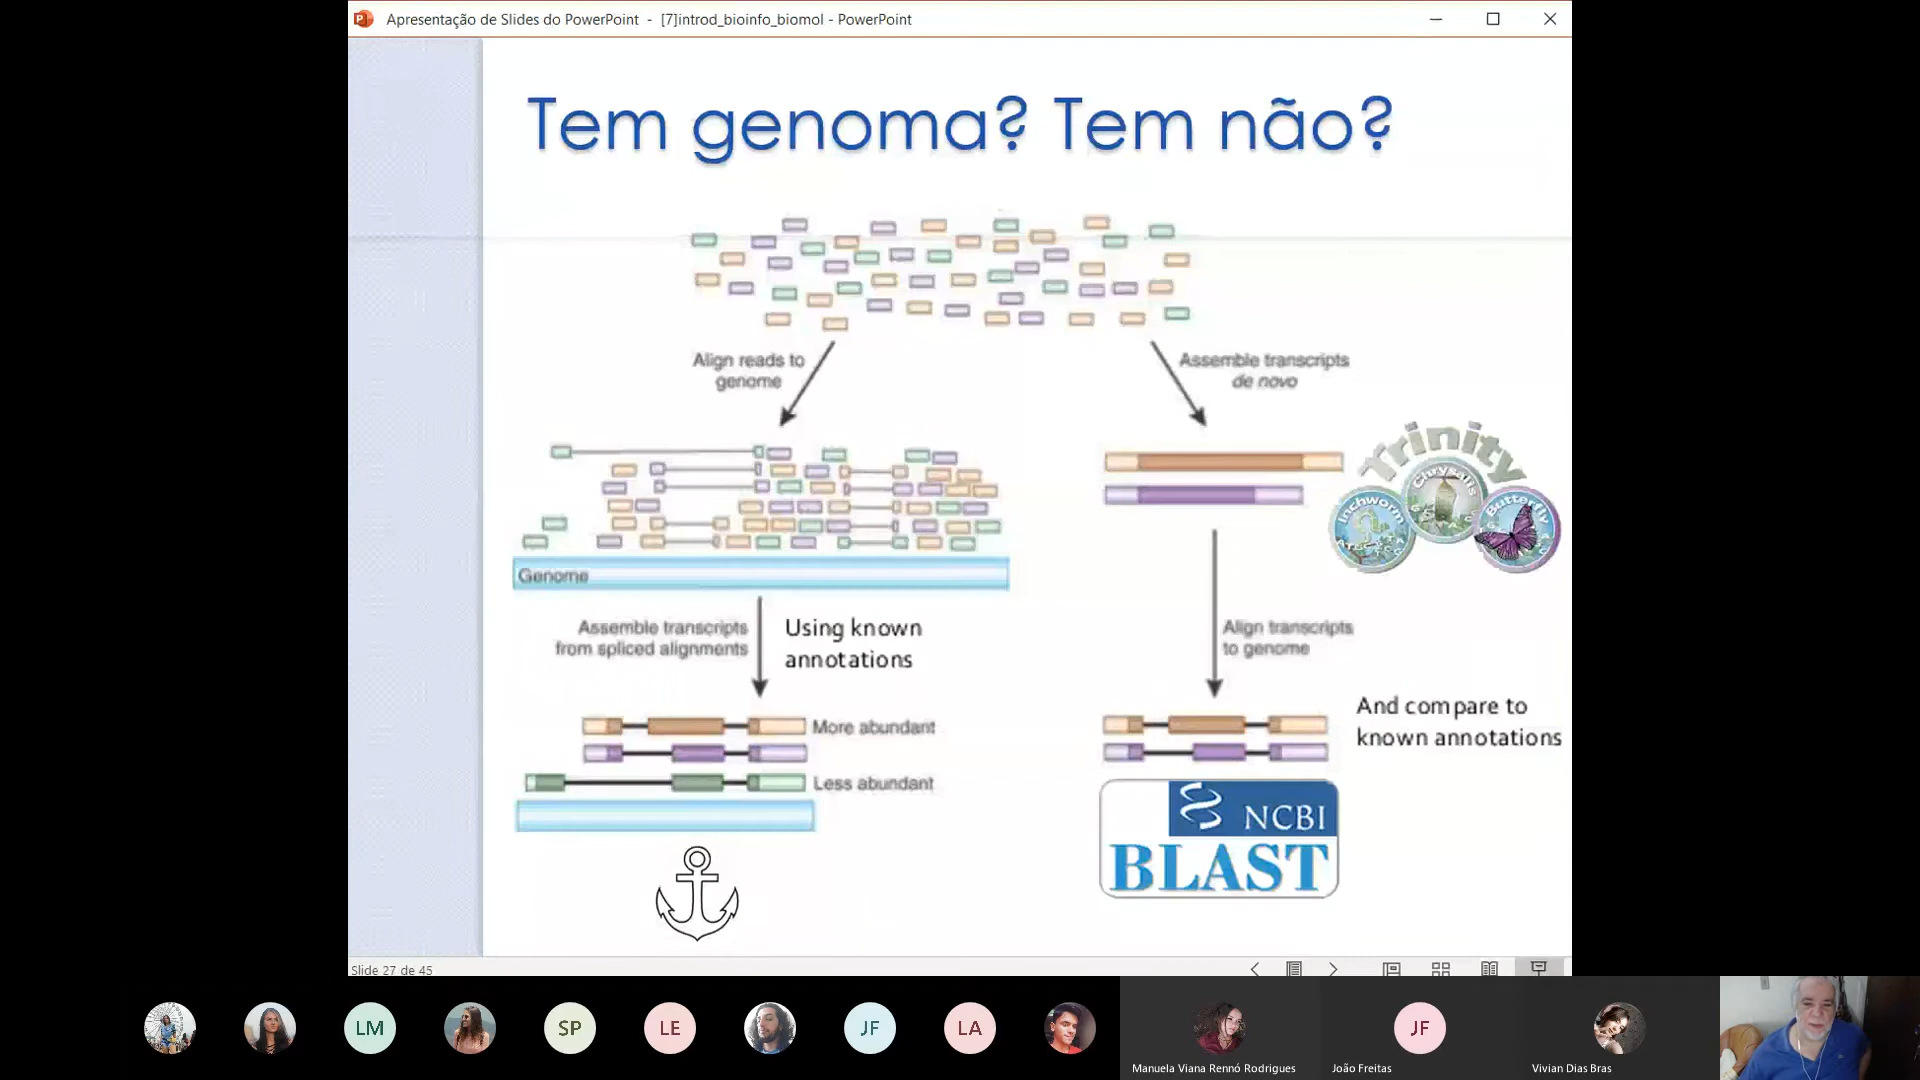 Apresentação de Slides do PowerPoint - [7]introd_bioinfo_biomol - PowerPoint
Tem genoma? Tem não?
Align reads to
genome
Assemble transcripts
de novo
Trinity
Inchworm
Chrysalis
Butterfly
Genome
Assemble transcripts
from spliced alignments
Using known
annotations
Align transcripts
to genome
More abundant
Less abundant
And compare to
known annotations
NCBI
BLAST
Slide 27 de 45
LM
SP
LE
JF
LA
JF
Manuela Viana Rennó Rodrigues
João Freitas
Vivian Dias Bras